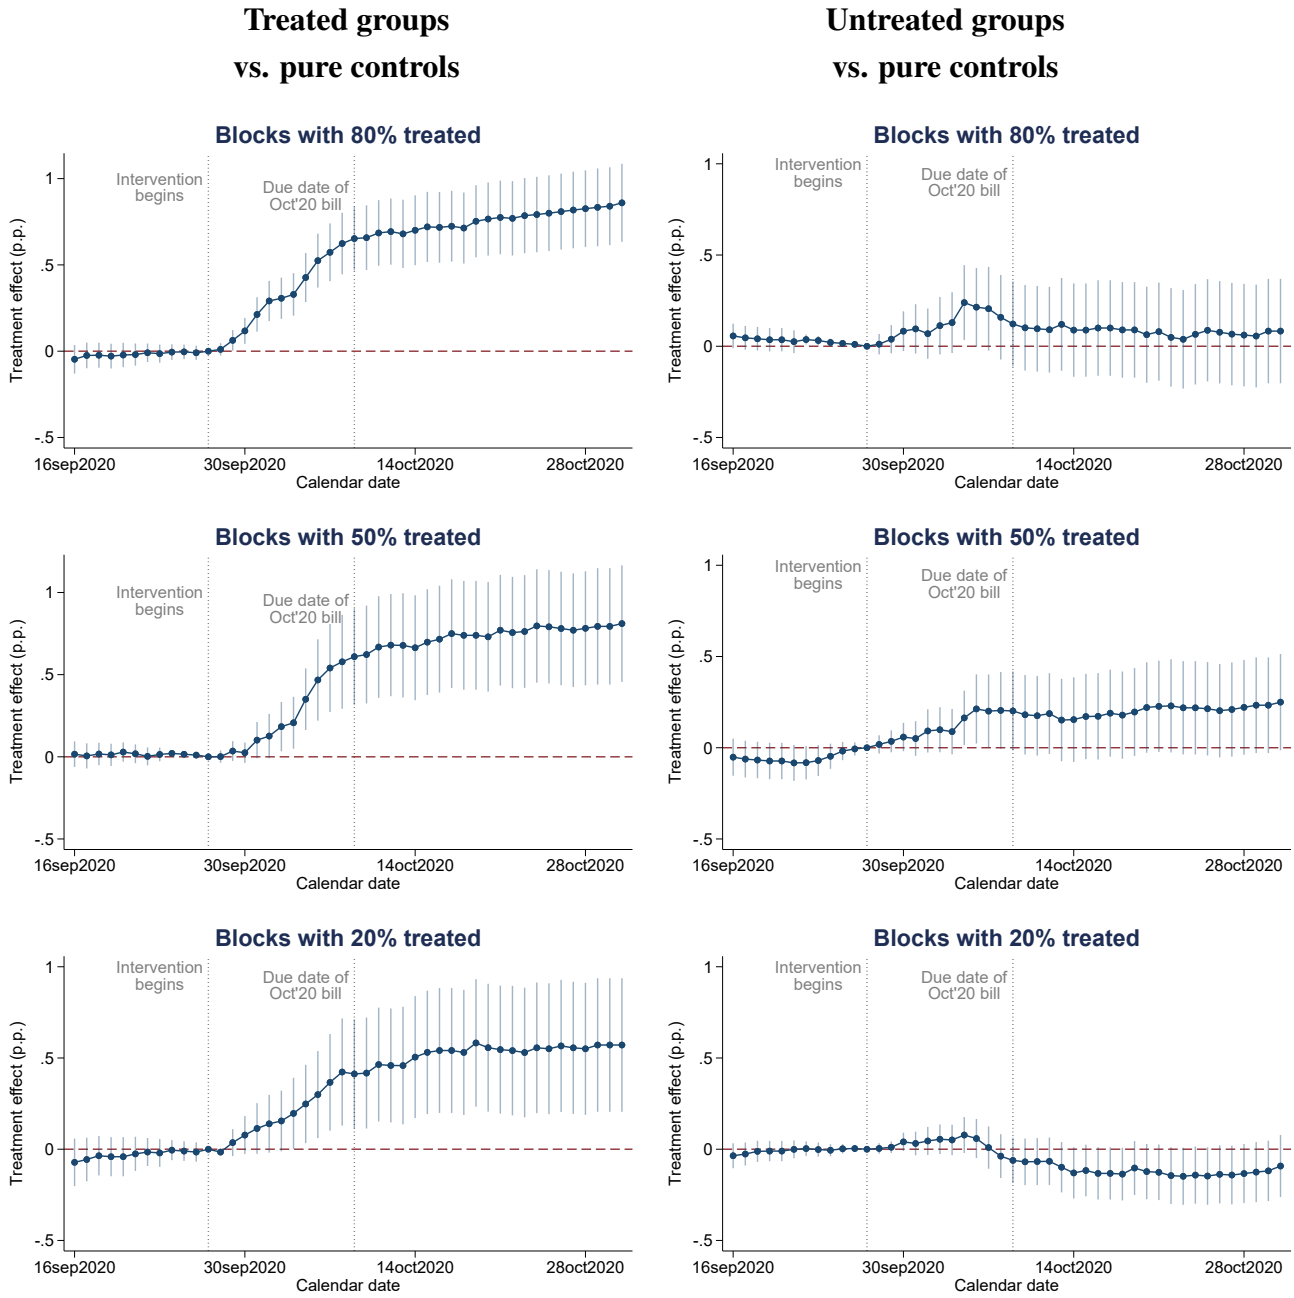 Treated groups
vs. pure controls
Untreated groups
vs. pure controls
Blocks with 80% treated
Treatment effect (p.p.)
1
.5
0
-.5
Intervention
begins
Due date of
Oct'20 bill
16sep2020 30sep2020 14oct2020 28oct2020
Calendar date
Blocks with 80% treated
Treatment effect (p.p.)
1
.5
0
-.5
Intervention
begins
Due date of
Oct'20 bill
16sep2020 30sep2020 14oct2020 28oct2020
Calendar date
Blocks with 50% treated
Treatment effect (p.p.)
1
.5
0
-.5
Intervention
begins
Due date of
Oct'20 bill
16sep2020 30sep2020 14oct2020 28oct2020
Calendar date
Blocks with 50% treated
Treatment effect (p.p.)
1
.5
0
-.5
Intervention
begins
Due date of
Oct'20 bill
16sep2020 30sep2020 14oct2020 28oct2020
Calendar date
Blocks with 20% treated
Treatment effect (p.p.)
1
.5
0
-.5
Intervention
begins
Due date of
Oct'20 bill
16sep2020 30sep2020 14oct2020 28oct2020
Calendar date
Blocks with 20% treated
Treatment effect (p.p.)
1
.5
0
-.5
Intervention
begins
Due date of
Oct'20 bill
16sep2020 30sep2020 14oct2020 28oct2020
Calendar date